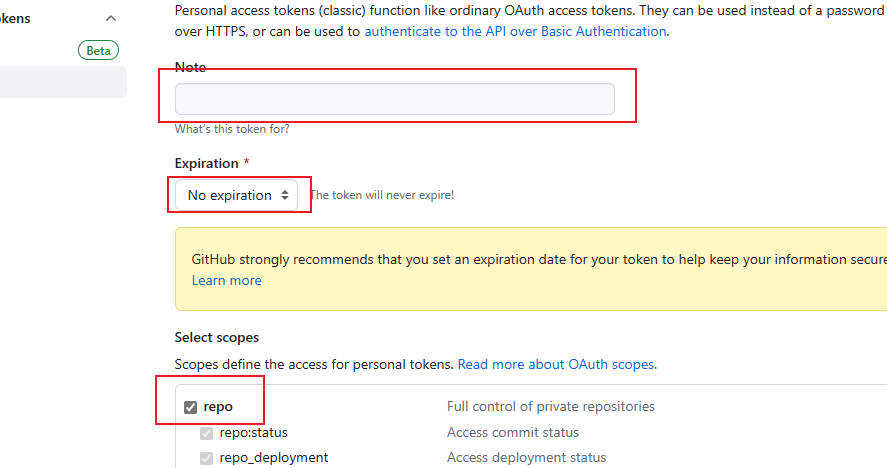 Personal access tokens (classic) function like ordinary OAuth access tokens. They can be used instead of a password
okens
over HTTPS, or can be used to authenticate to the API over Basic Authentication.
Beta
Note
What's this token for?
Expiration *
No expiration
The token will never expire!
GitHub strongly recommends that you set an expiration date for your token to help keep your information secure
Learn more
Select scopes
Scopes define the access for personal tokens. Read more about OAuth scopes.
repo Full control of private repositories
repo:status Access commit status
repo_deployment Access deployment status